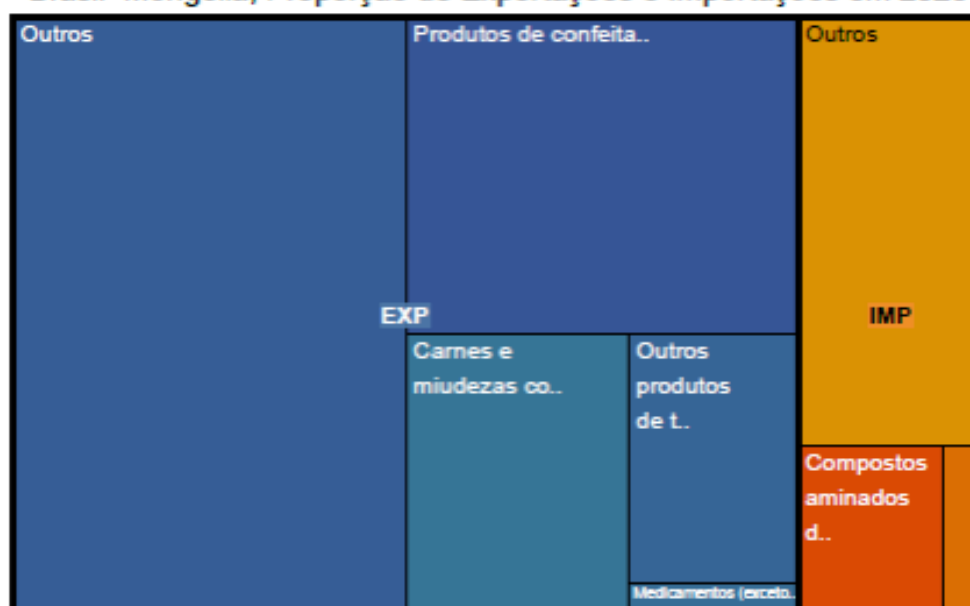 Outros
Produtos de confeita..
Outros
EXP
IMP
Carnes e
miudezas co..
Outros
produtos
de t..
Compostos
aminados
d..
Medicamentos (exceto..